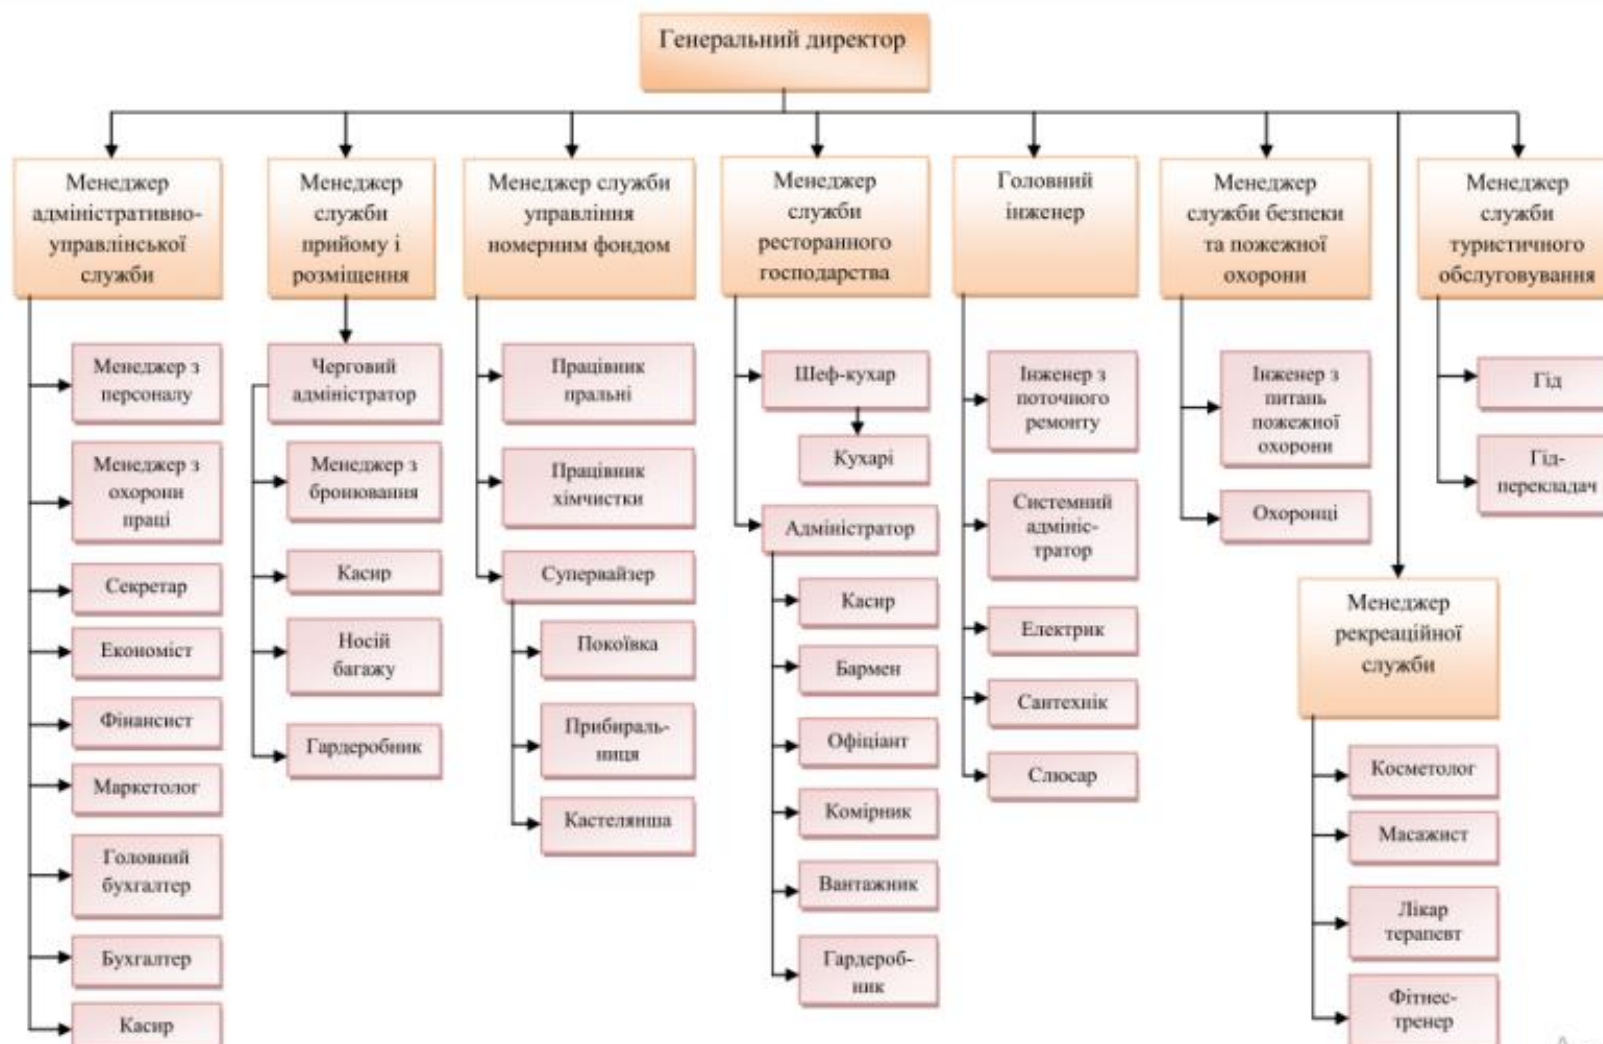 Генеральний директор
Менеджер
адміністративно-
управлінської
служби
Менеджер з
персоналу
Менеджер з
охорони
праці
Секретар
Економіст
Фінансист
Маркетолог
Головний
бухгалтер
Бухгалтер
Касир
Менеджер
служби
прийому і
розміщення
Черговий
адміністратор
Менеджер з
бронювання
Касир
Носій
багажу
Гардеробник
Менеджер служби
управління
номерним фондом
Працівник
пральні
Працівник
хімчистки
Супервайзер
Покоївка
Прибираль-
ниця
Кастелянша
Менеджер
служби
ресторанного
господарства
Шеф-кухар
Кухарі
Адміністратор
Касир
Бармен
Офіціант
Комірник
Вантажник
Гардероб-
ник
Головний
інженер
Інженер з
поточного
ремонту
Системний
адмініс-
тратор
Електрик
Сантехнік
Слюсар
Менеджер
служби безпеки
та пожежної
охорони
Інженер з
питань
пожежної
охорони
Охоронці
Менеджер
рекреаційної
служби
Косметолог
Масажист
Лікар
терапевт
Фітнес-
тренер
Менеджер
служби
туристичного
обслуговування
Гід
Гід-
перекладач